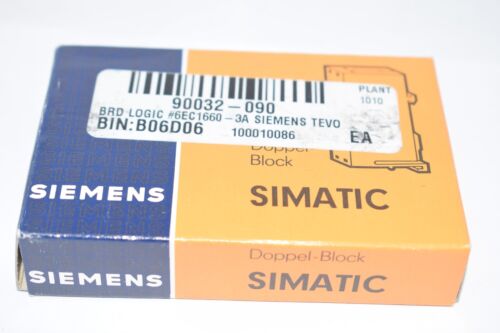 90032-090
PLANT
1010
BRD LOGIC #6EC1660-3A SIEMENS TEVO
BIN:B06D06
100010086
EA
Doppel-
Block
SIEMENS
SIMATIC
Doppel-Block
SIEMENS
SIMATIC